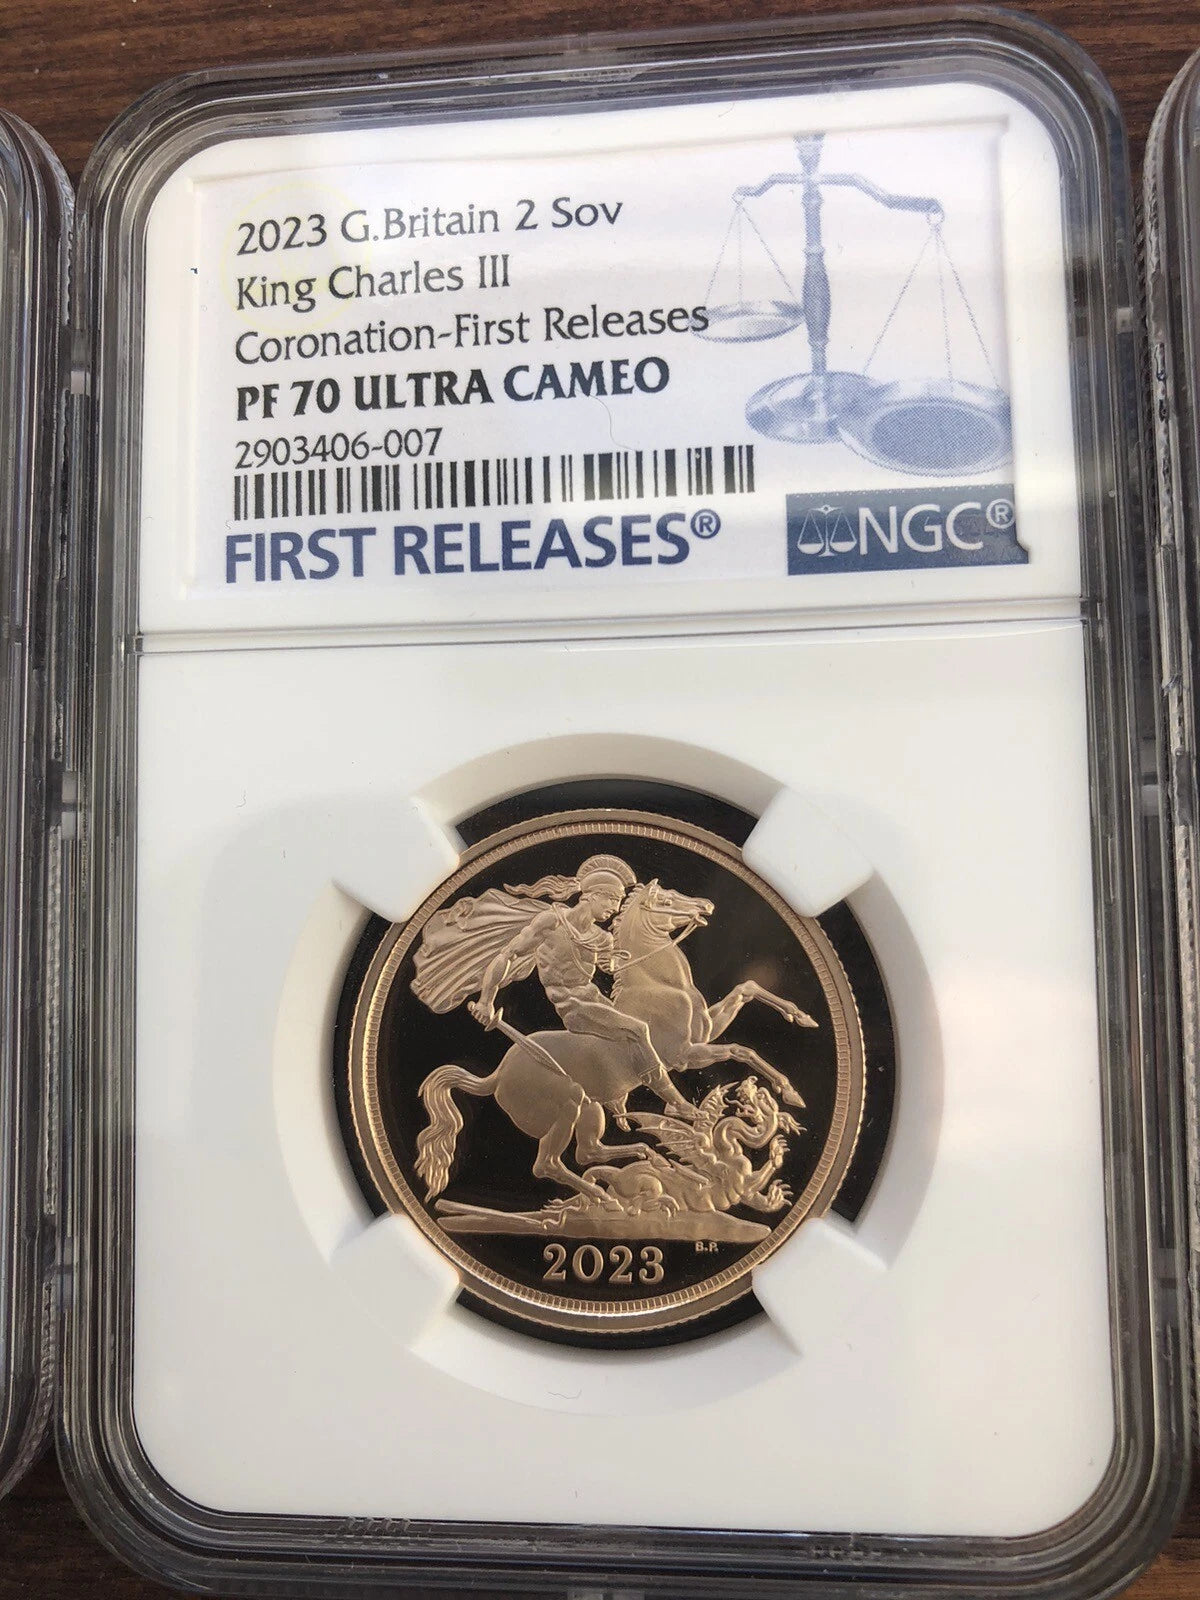 2023 G.Britain 2 Sov
King Charles III
Coronation-First Releases
PF 70 ULTRA CAMEO
2903406-007
FIRST RELEASES®
NGC®
2023
B.P.